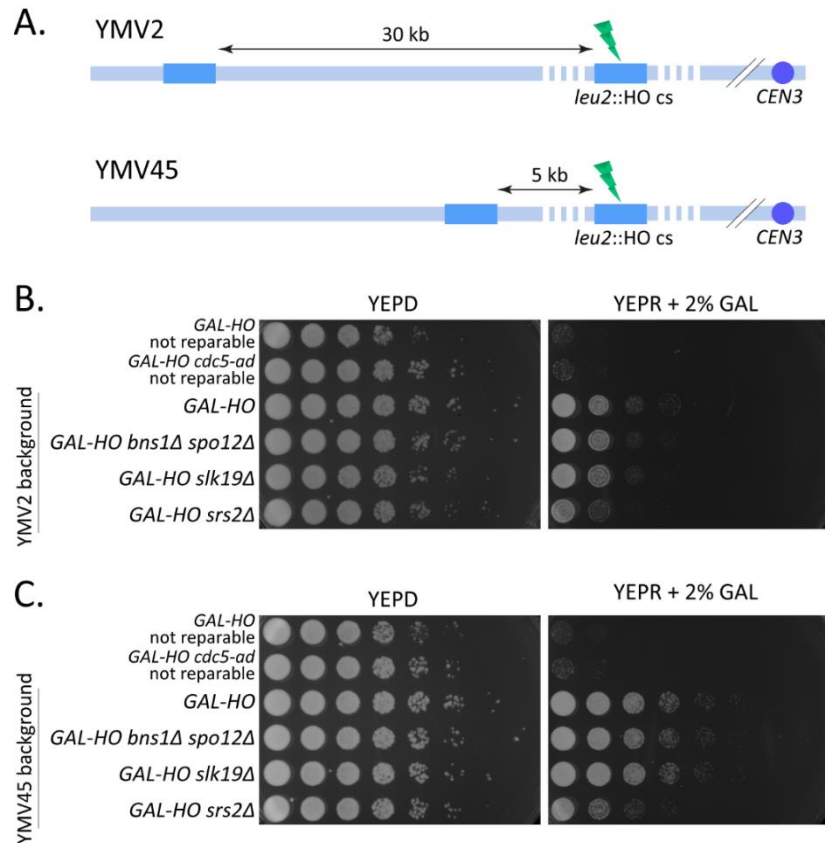 A.
YMV2
30 kb
leu2::HO cs
CEN3
YMV45
5 kb
leu2::HO cs
CEN3
B.
YEPD
YEPR + 2% GAL
GAL-HO
not reparable
GAL-HO cdc5-ad
not reparable
GAL-HO
GAL-HO bns1Δ spo12Δ
GAL-HO slk19Δ
GAL-HO srs2Δ
YMV2 background
C.
YEPD
YEPR + 2% GAL
GAL-HO
not reparable
GAL-HO cdc5-ad
not reparable
GAL-HO
GAL-HO bns1Δ spo12Δ
GAL-HO slk19Δ
GAL-HO srs2Δ
YMV45 background